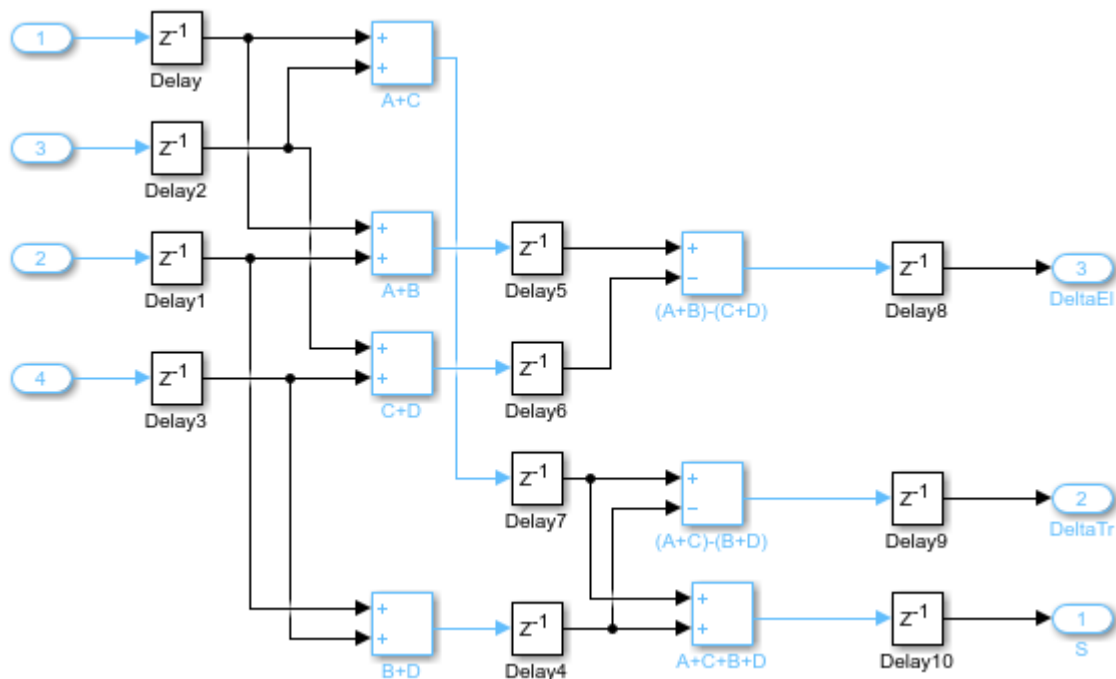 1
z-1
Delay
+
+
A+C
3
z-1
Delay2
2
z-1
Delay1
+
+
A+B
z-1
Delay5
+
−
(A+B)-(C+D)
z-1
Delay8
3
DeltaEl
4
z-1
Delay3
+
+
C+D
z-1
Delay6
z-1
Delay7
+
−
(A+C)-(B+D)
z-1
Delay9
2
DeltaTr
+
+
B+D
z-1
Delay4
+
+
A+C+B+D
z-1
Delay10
1
S